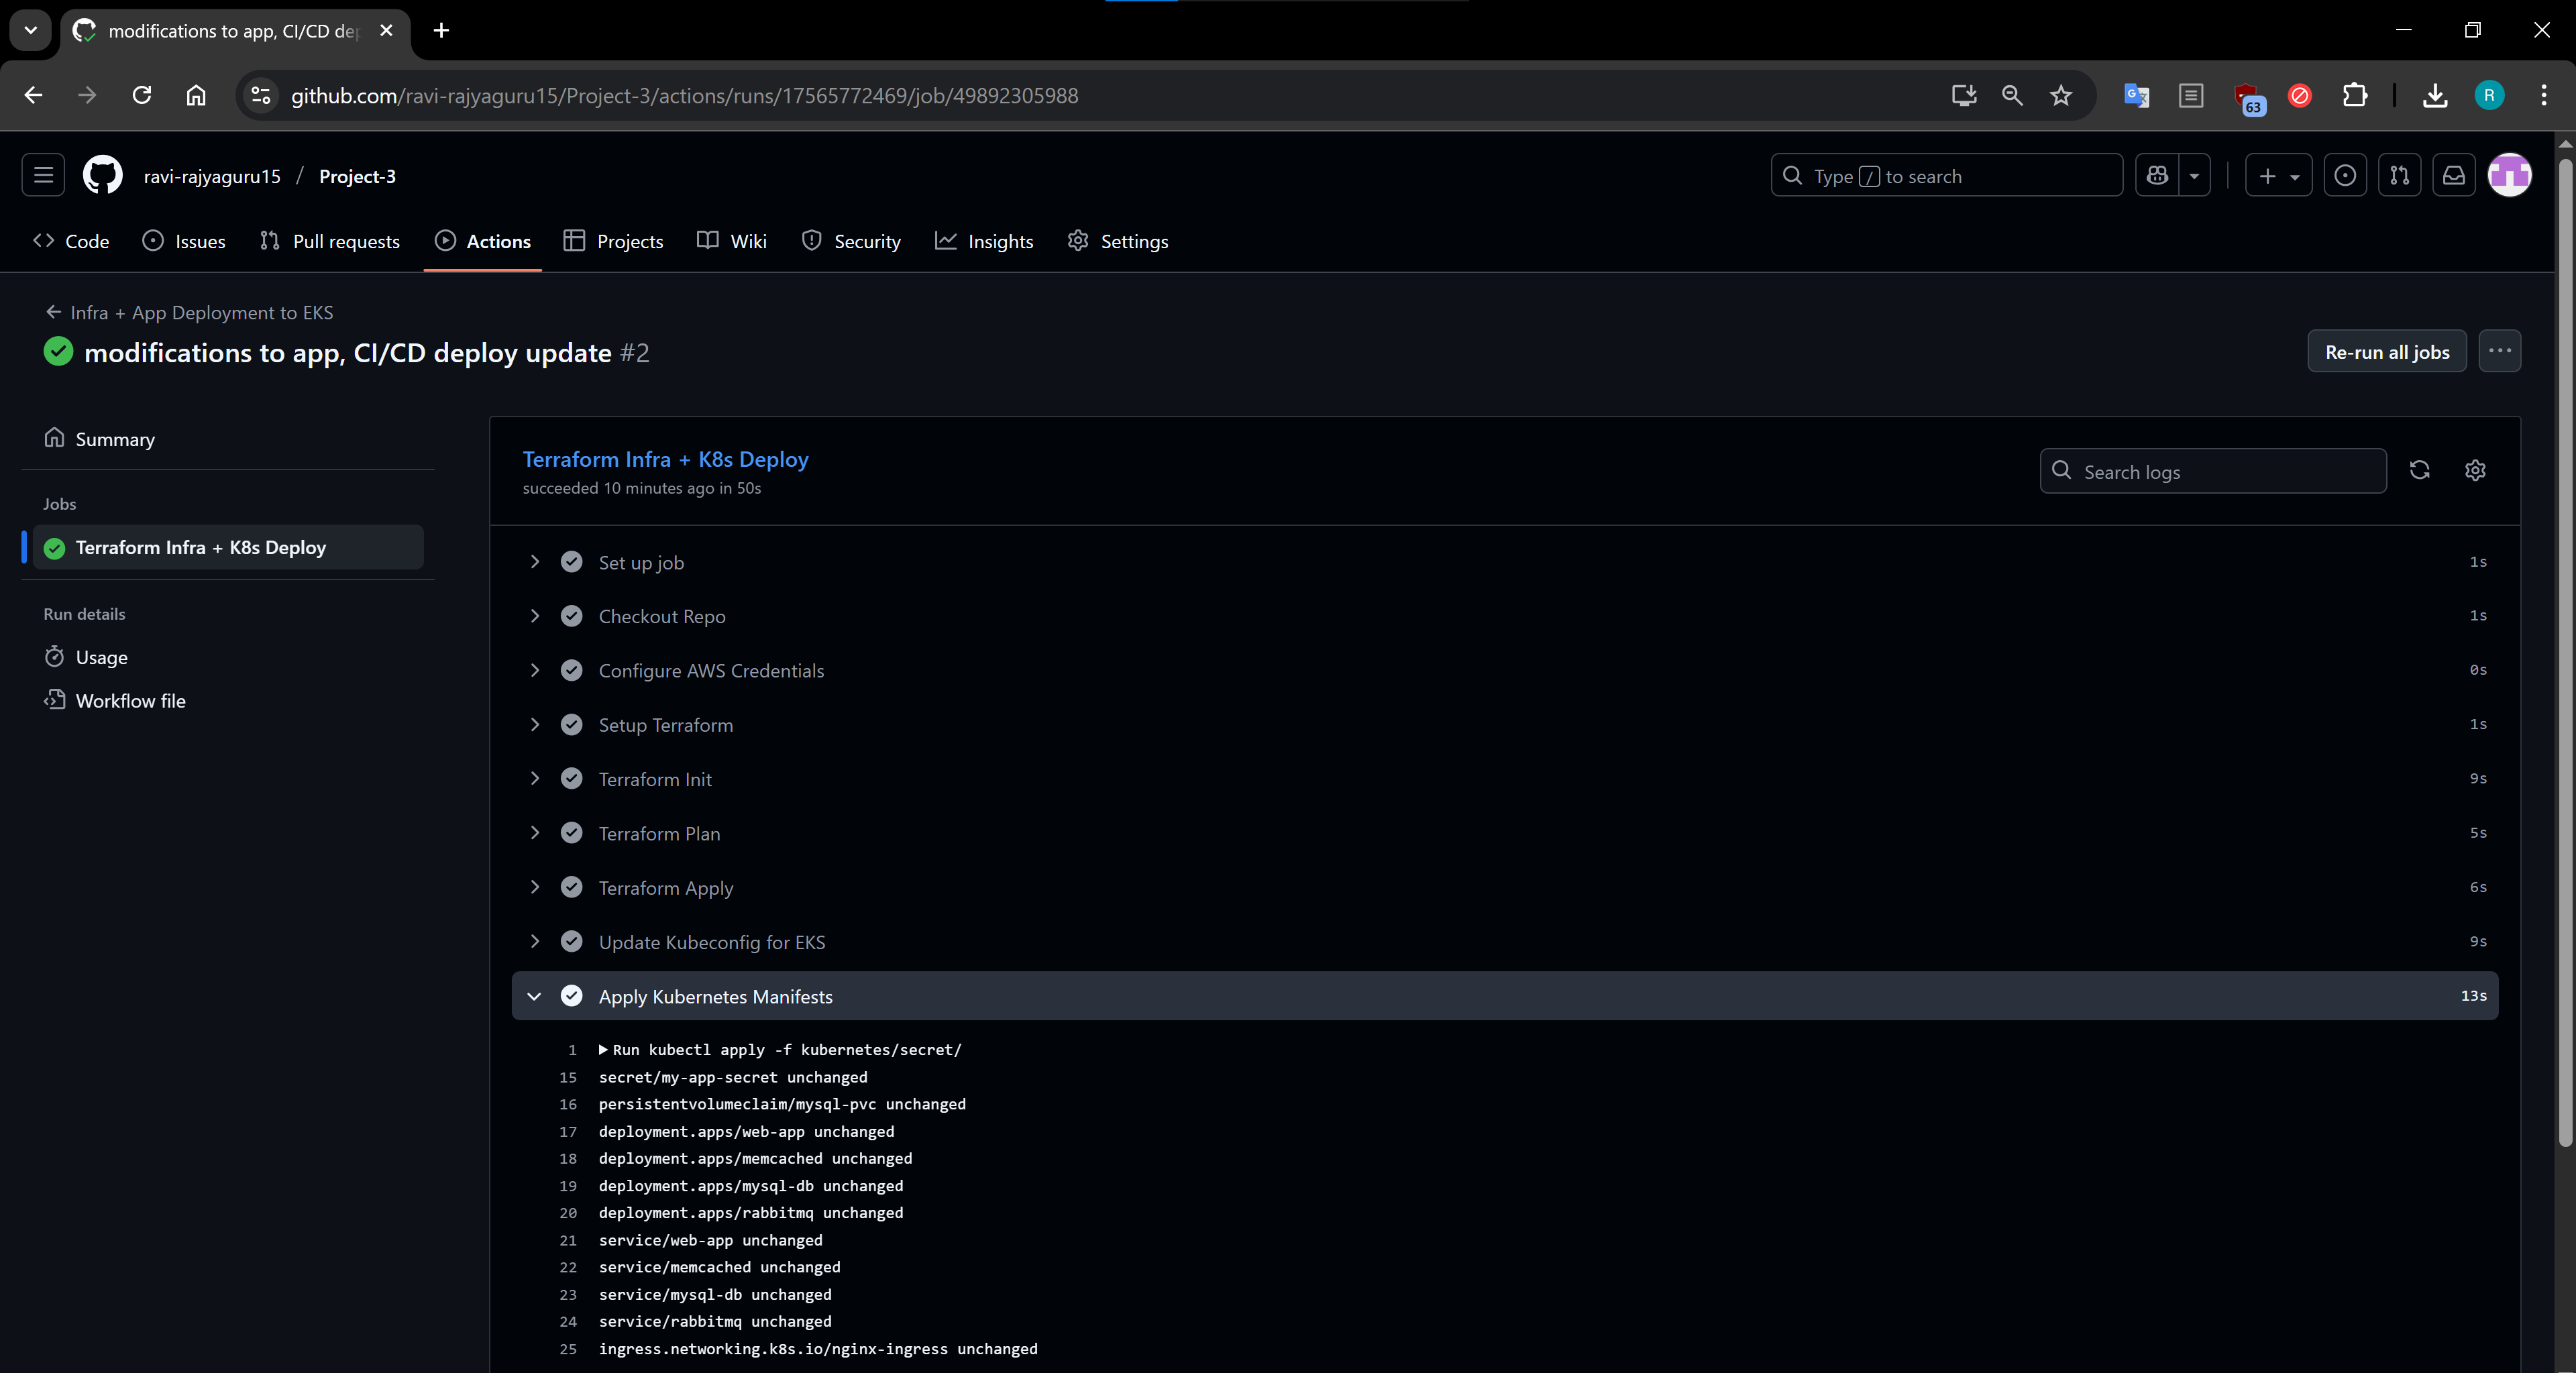 modifications to app, CI/CD dep
github.com/ravi-rajyaguru15/Project-3/actions/runs/17565772469/job/49892305988
63
R
ravi-rajyaguru15 / Project-3
Type / to search
Code
Issues
Pull requests
Actions
Projects
Wiki
Security
Insights
Settings
Infra + App Deployment to EKS
modifications to app, CI/CD deploy update #2
Re-run all jobs
Summary
Jobs
Terraform Infra + K8s Deploy
Run details
Usage
Workflow file
Terraform Infra + K8s Deploy
succeeded 10 minutes ago in 50s
Search logs
Set up job 1s
Checkout Repo 1s
Configure AWS Credentials 0s
Setup Terraform 1s
Terraform Init 9s
Terraform Plan 5s
Terraform Apply 6s
Update Kubeconfig for EKS 9s
Apply Kubernetes Manifests 13s
1 Run kubectl apply -f kubernetes/secret/
15 secret/my-app-secret unchanged
16 persistentvolumeclaim/mysql-pvc unchanged
17 deployment.apps/web-app unchanged
18 deployment.apps/memcached unchanged
19 deployment.apps/mysql-db unchanged
20 deployment.apps/rabbitmq unchanged
21 service/web-app unchanged
22 service/memcached unchanged
23 service/mysql-db unchanged
24 service/rabbitmq unchanged
25 ingress.networking.k8s.io/nginx-ingress unchanged